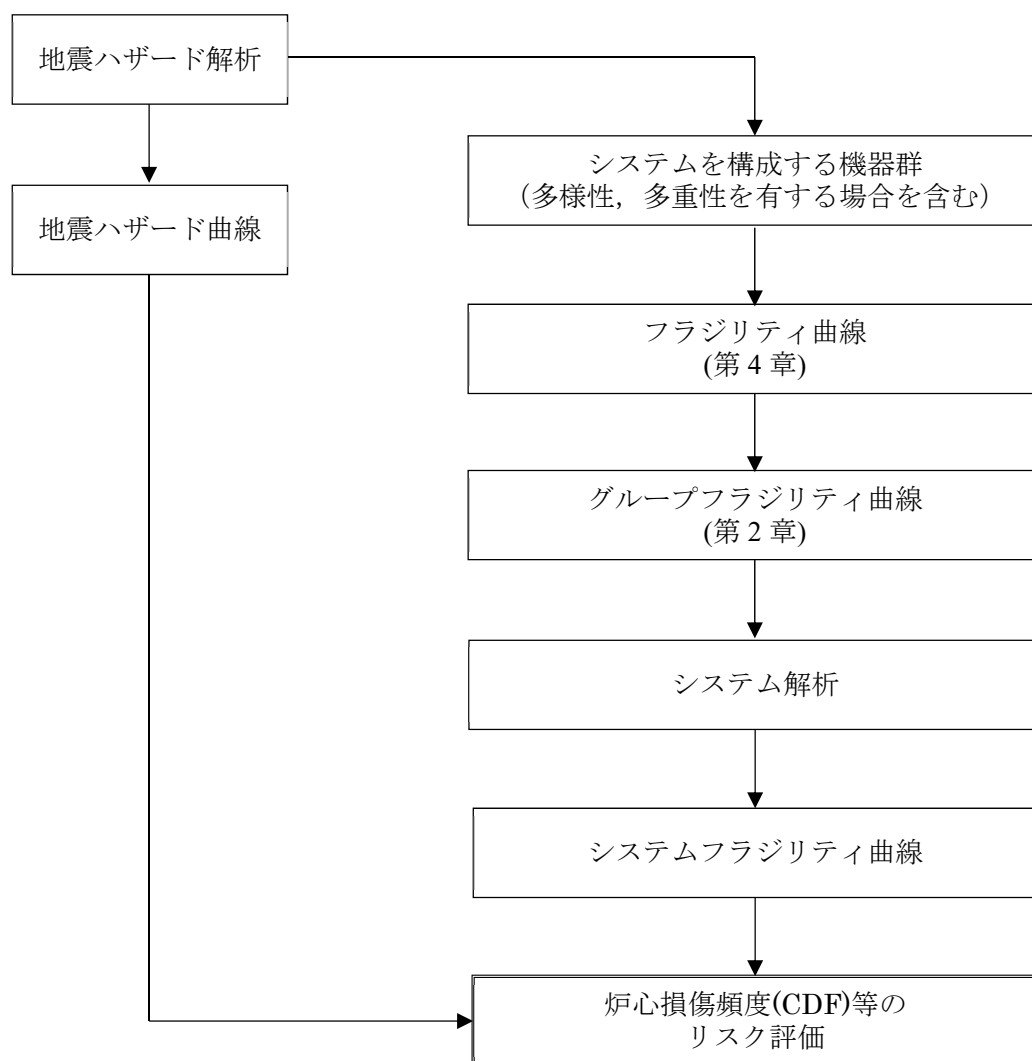 地震ハザード解析
地震ハザード曲線
システムを構成する機器群
（多様性，多重性を有する場合を含む）
フラジリティ曲線
(第 4 章)
グループフラジリティ曲線
(第 2 章)
システム解析
システムフラジリティ曲線
炉心損傷頻度(CDF)等の
リスク評価